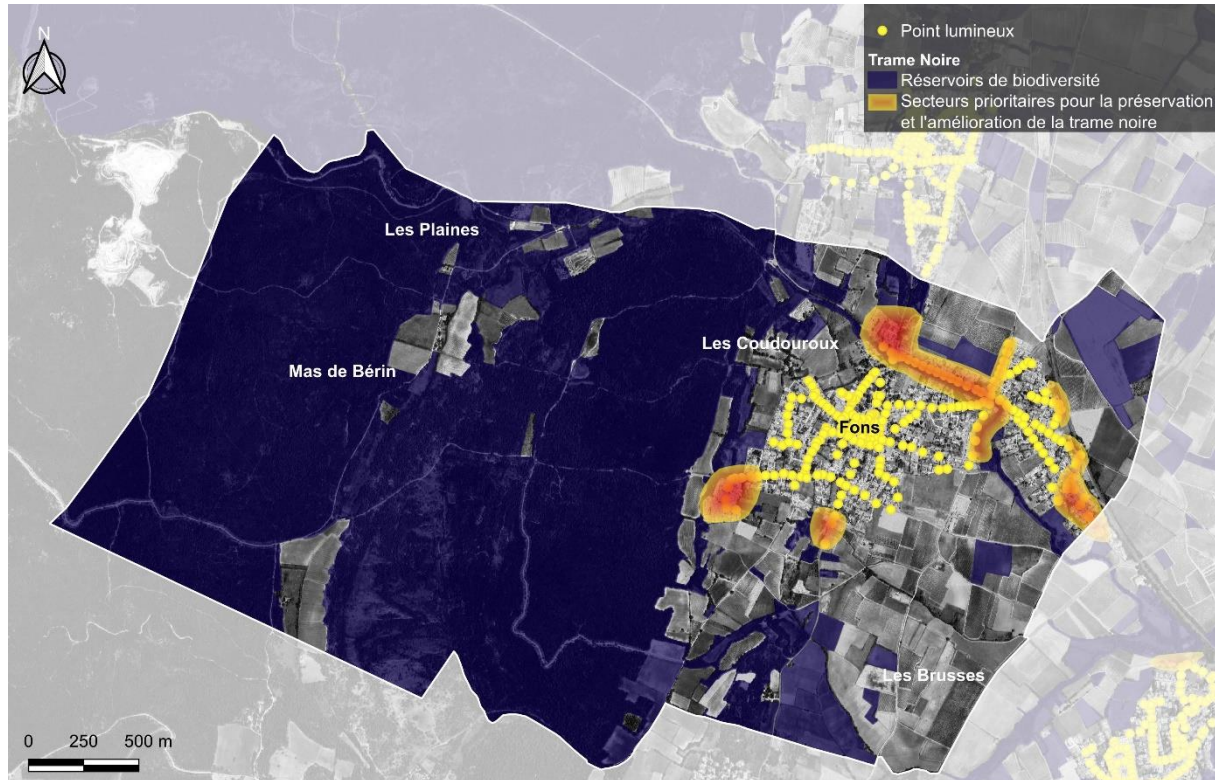 N
Point lumineux
Trame Noire
Réservoirs de biodiversité
Secteurs prioritaires pour la préservation
et l'amélioration de la trame noire
Les Plaines
Les Coudouroux
Mas de Bérin
Fons
Les Brusses
0 250 500 m